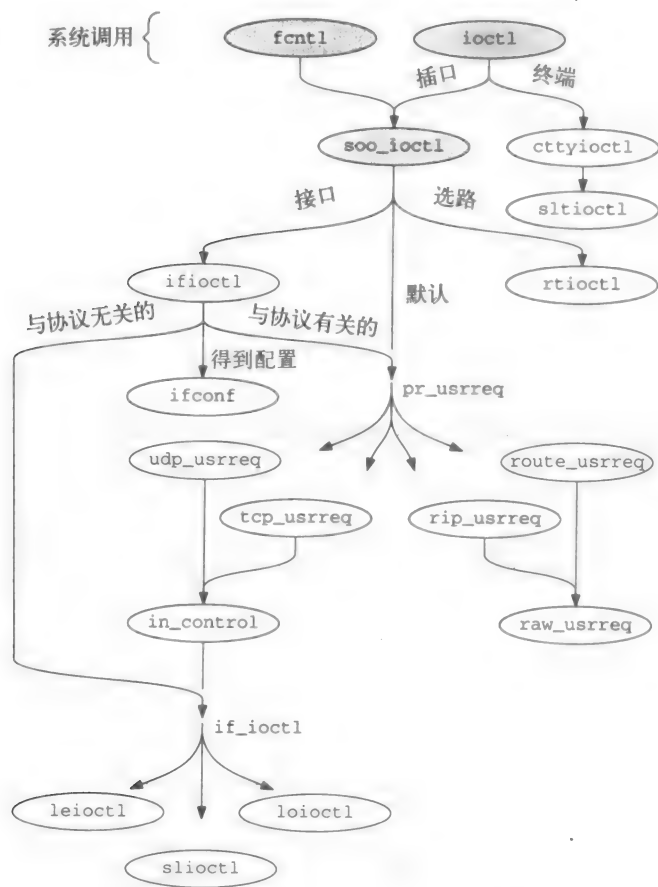 系统调用
fcntl
ioctl
插口
终端
soo_ioctl
cttyioctl
sltioctl
接口
选路
ifioctl
rtioctl
默认
与协议无关的
与协议有关的
得到配置
ifconf
pr_usrreq
udp_usrreq
route_usrreq
tcp_usrreq
rip_usrreq
in_control
raw_usrreq
if_ioctl
leioctl
loioctl
slioctl